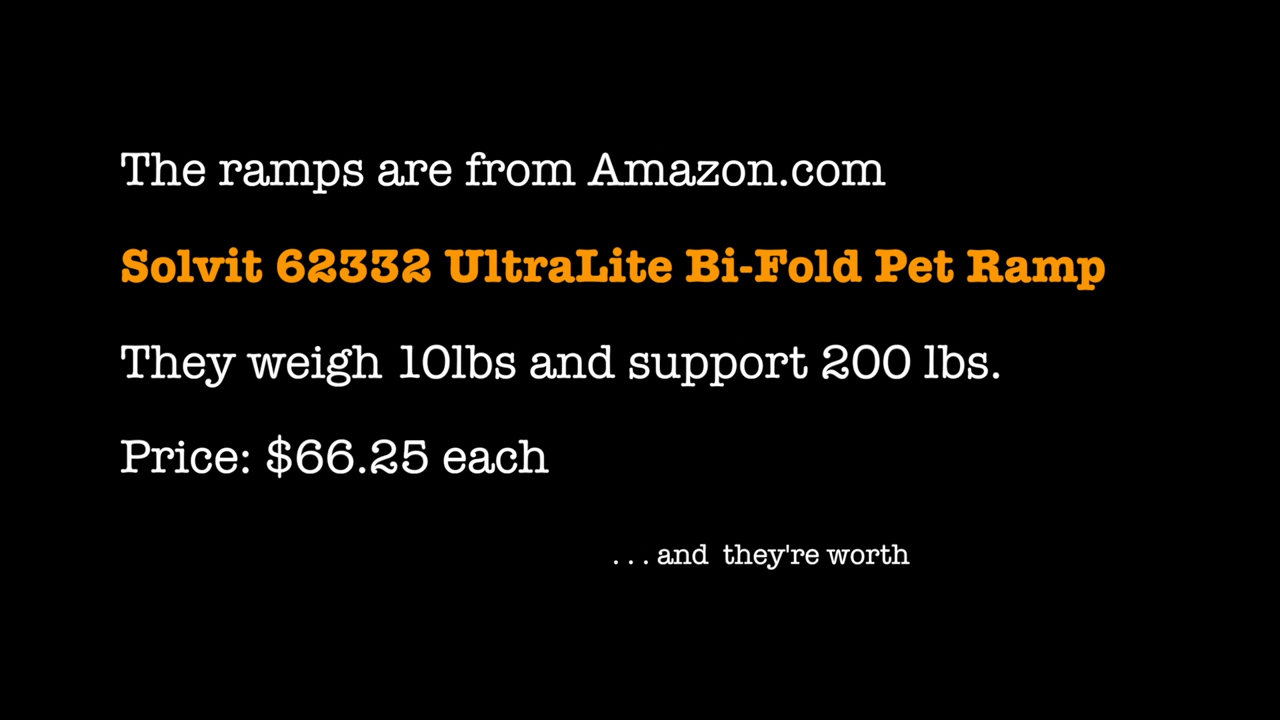 The ramps are from Amazon.com
Solvit 62332 UltraLite Bi-Fold Pet Ramp
They weigh 10lbs and support 200 lbs.
Price: $66.25 each
. . . and they're worth